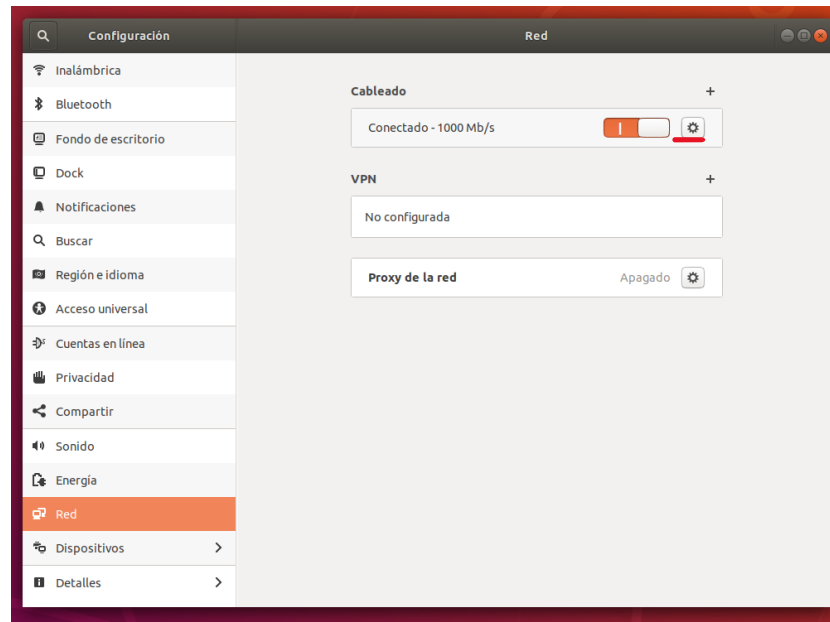 Configuración
Red
Inalámbrica
Bluetooth
Fondo de escritorio
Dock
Notificaciones
Buscar
Región e idioma
Acceso universal
Cuentas en línea
Privacidad
Compartir
Sonido
Energía
Red
Dispositivos
Detalles
Cableado
Conectado - 1000 Mb/s
VPN
No configurada
Proxy de la red Apagado